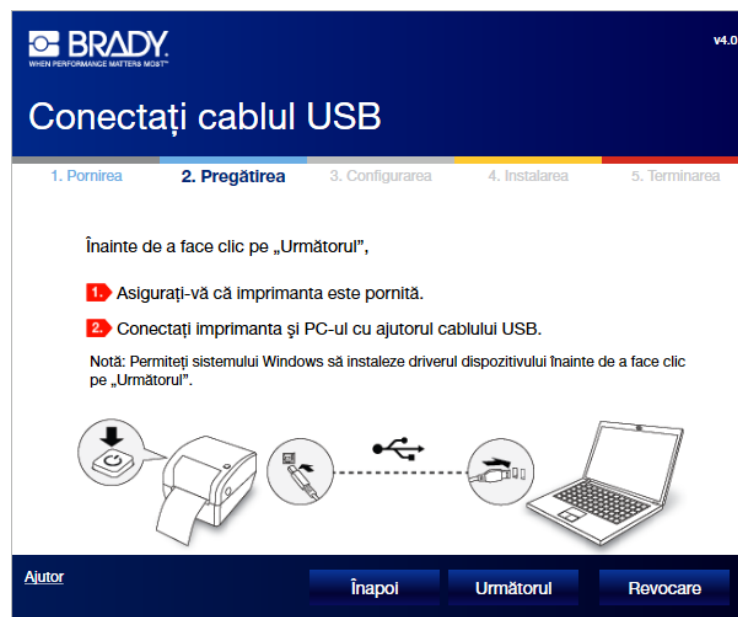 BRADY.
WHEN PERFORMANCE MATTERS MOST™
v4.0
Conectați cablul USB
1. Pornirea 2. Pregătirea 3. Configurarea 4. Instalarea 5. Terminarea
Înainte de a face clic pe „Următorul”,
1. Asigurați-vă că imprimanta este pornită.
2. Conectați imprimanta şi PC-ul cu ajutorul cablului USB.
Notă: Permiteți sistemului Windows să instaleze driverul dispozitivului înainte de a face clic
pe „Următorul”.
Ajutor
Înapoi Următorul Revocare